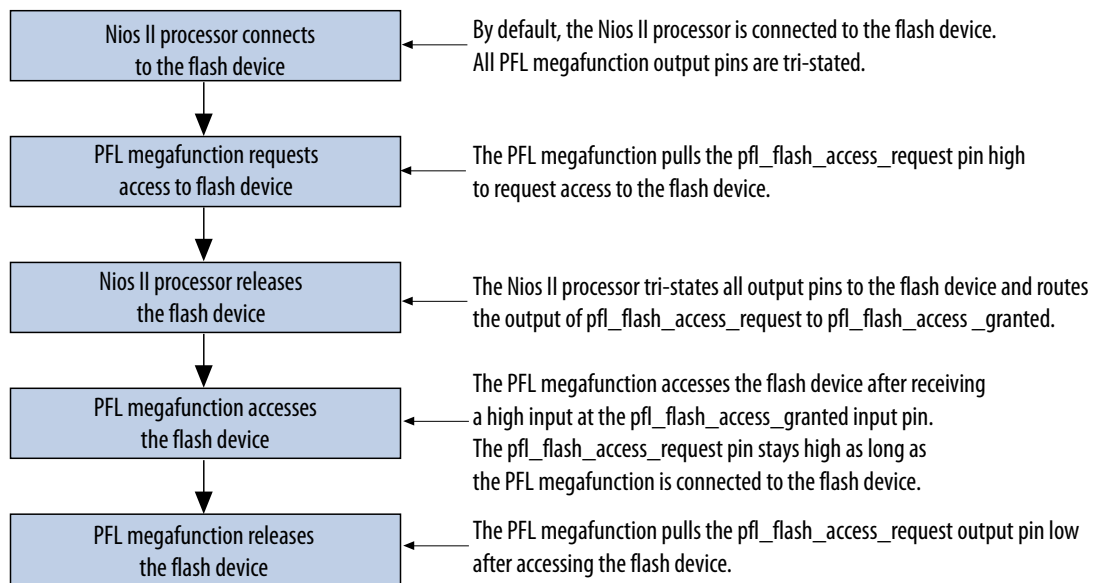 Nios II processor connects
to the flash device
By default, the Nios II processor is connected to the flash device.
All PFL megafunction output pins are tri-stated.
PFL megafunction requests
access to flash device
The PFL megafunction pulls the pfl_flash_access_request pin high
to request access to the flash device.
Nios II processor releases
the flash device
The Nios II processor tri-states all output pins to the flash device and routes
the output of pfl_flash_access_request to pfl_flash_access _granted.
PFL megafunction accesses
the flash device
The PFL megafunction accesses the flash device after receiving
a high input at the pfl_flash_access_granted input pin.
The pfl_flash_access_request pin stays high as long as
the PFL megafunction is connected to the flash device.
PFL megafunction releases
the flash device
The PFL megafunction pulls the pfl_flash_access_request output pin low
after accessing the flash device.